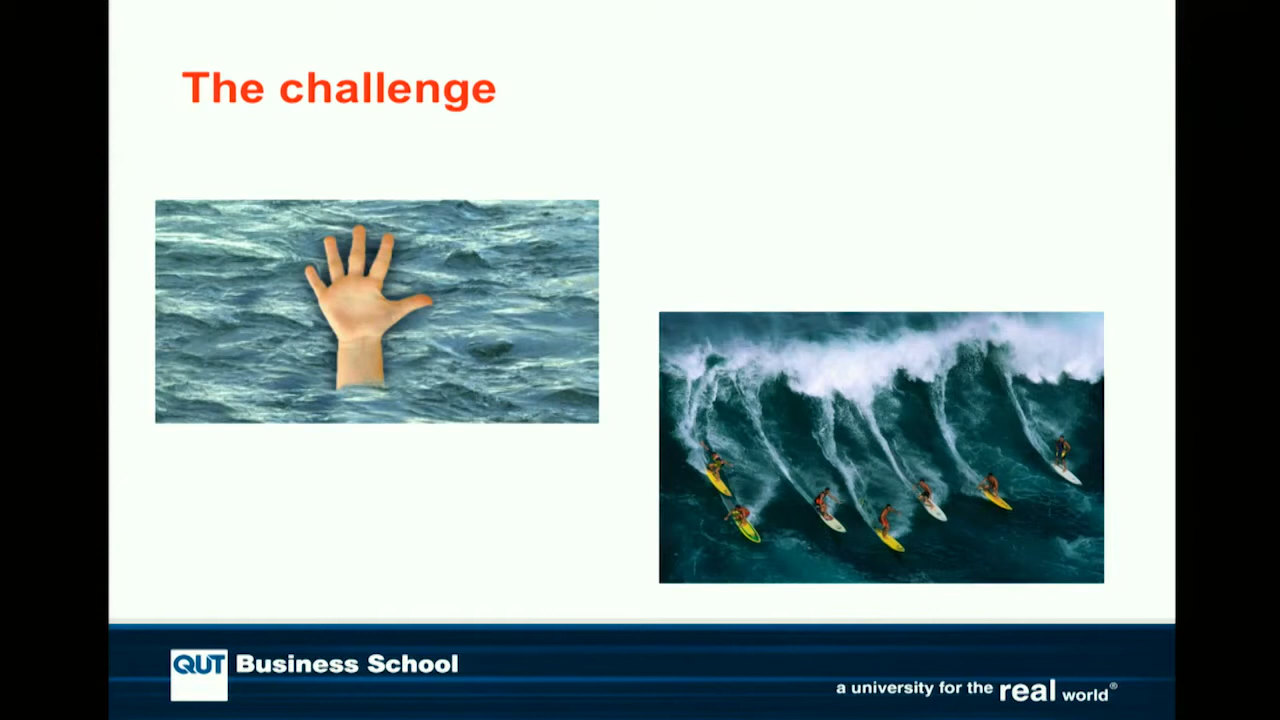 The challenge
QUT Business School
a university for the real world®